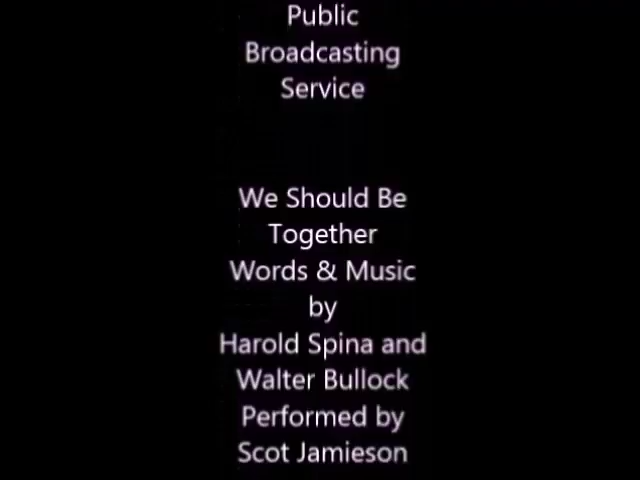 Public
Broadcasting
Service
We Should Be
Together
Words & Music
by
Harold Spina and
Walter Bullock
Performed by
Scot Jamieson